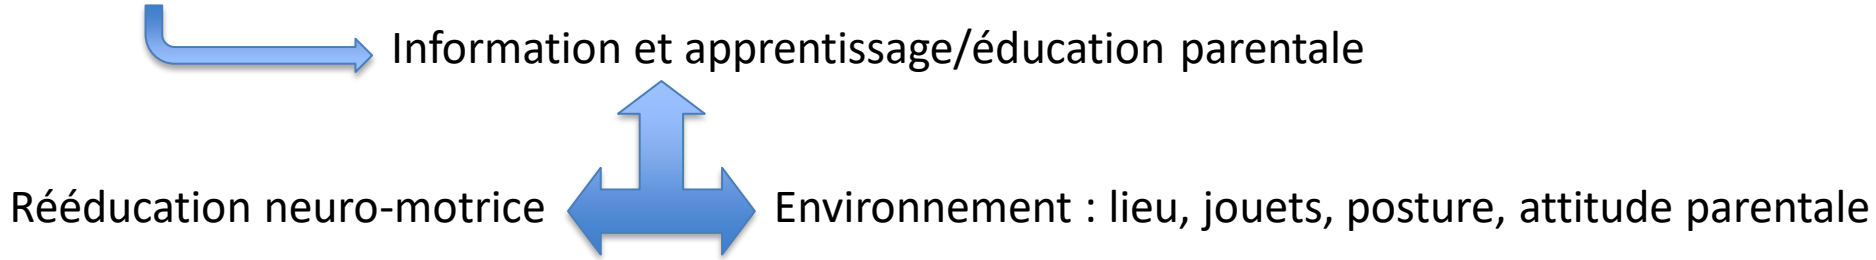 Information et apprentissage/éducation parentale
Rééducation neuro-motrice
Environnement : lieu, jouets, posture, attitude parentale